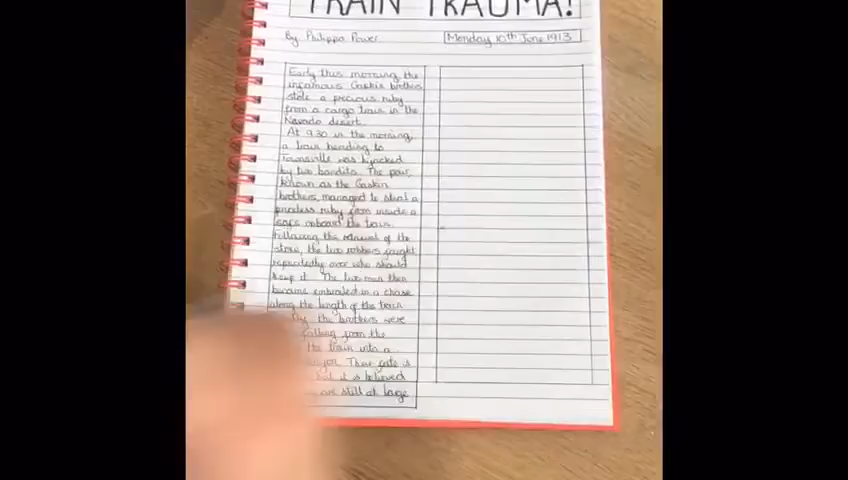 TRAIN TRAUMA!
By Philippa Power
Monday 10th June 1913
Early this morning the
infamous Gaskin brothers
stole a precious ruby
from a cargo train in the
Navado desert.
At 9.30 in the morning,
a train heading to
Townsville was hijacked
by two bandits. The pair,
known as the Gaskin
brothers, managed to steal a
priceless ruby from inside a
safe onboard the train.
Following the retrieval of the
stone, the two robbers fought
repeatedly over who should
keep it. The two men then
became embroiled in a chase
along the length of the train
the brothers were
falling from the
train into a
Their fate is
but it is believed
are still at large